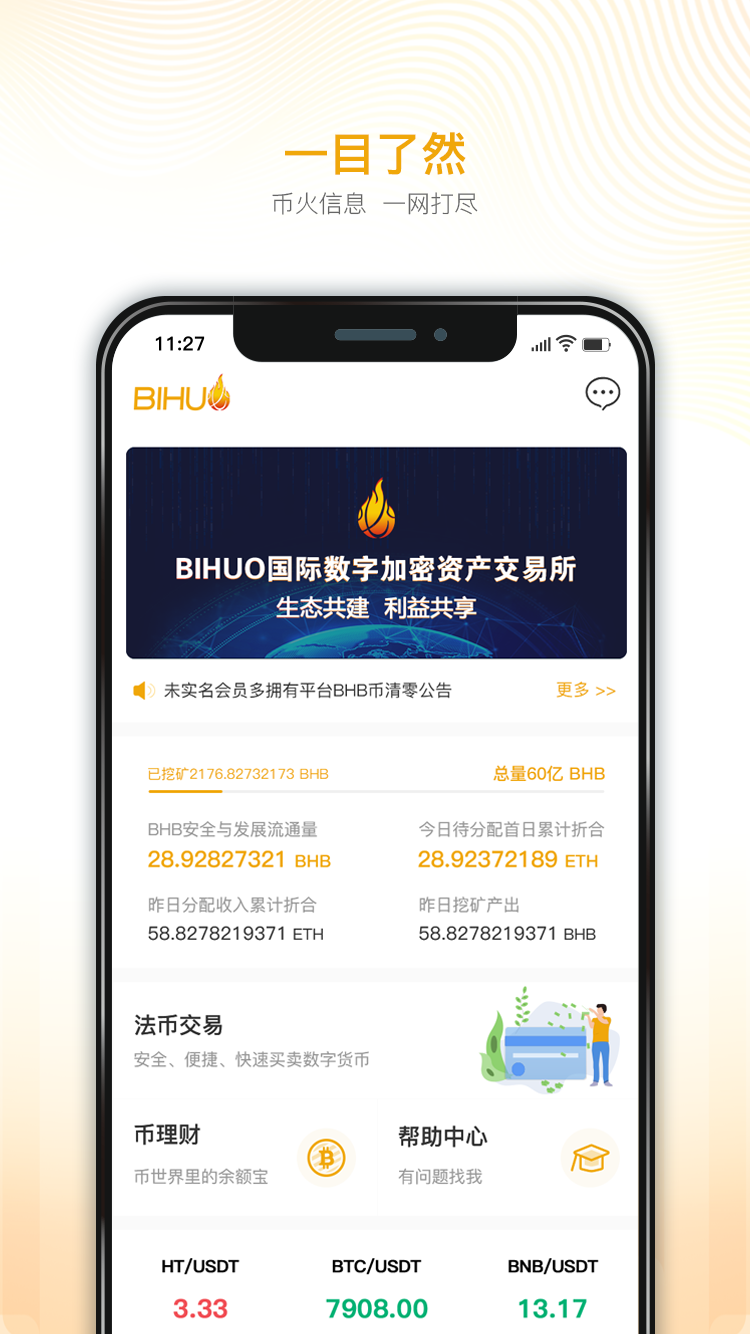 一目了然
币火信息 一网打尽
11:27
BIHUO
BIHUO国际数字加密资产交易所
生态共建 利益共享
未实名会员多拥有平台BHB币清零公告 更多 >>
已挖矿2176.82732173 BHB 总量60亿 BHB
BHB安全与发展流通量 今日待分配首日累计折合
28.92827321 BHB 28.92372189 ETH
昨日分配收入累计折合 昨日挖矿产出
58.8278219371 ETH 58.8278219371 BHB
法币交易
安全、便捷、快速买卖数字货币
币理财 帮助中心
币世界里的余额宝 有问题找我
HT/USDT BTC/USDT BNB/USDT
3.33 7908.00 13.17